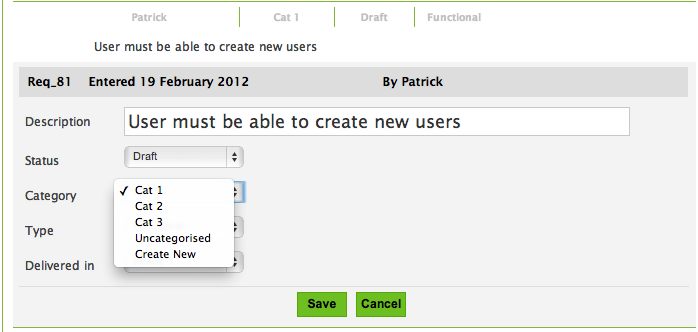 Patrick Cat 1 Draft Functional
User must be able to create new users
Req_81 Entered 19 February 2012 By Patrick
Description User must be able to create new users
Status Draft
Category ✓ Cat 1
Cat 2
Cat 3
Type
Uncategorised
Create New
Delivered in
Save Cancel